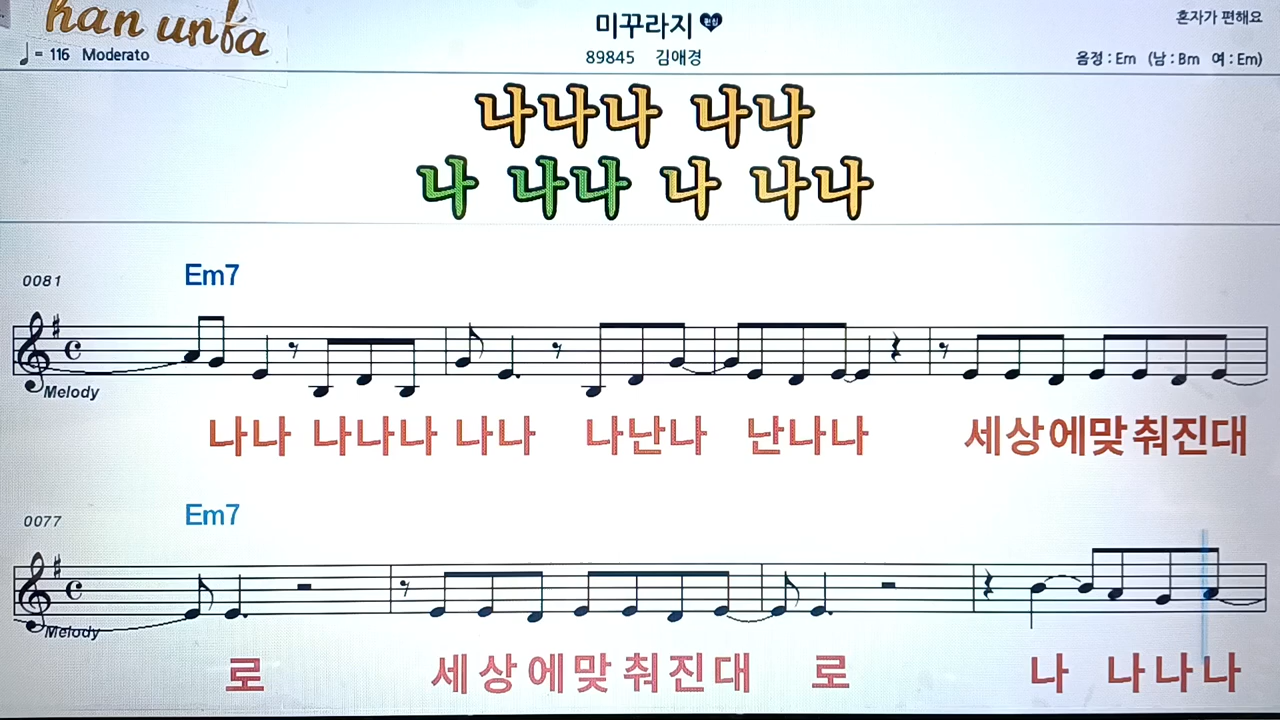 han unfa
미꾸라지 편심
혼자가 편해요
♩= 116 Moderato
89845 김애경
음정 : Em (남 : Bm 여 : Em)
나나나 나나
나 나나 나 나나
0081
Em7
Melody
나나 나나나 나나 나난나 난나나 세상에맞춰진대
0077
Em7
Melody
로 세상에맞춰진대 로 나 나나나